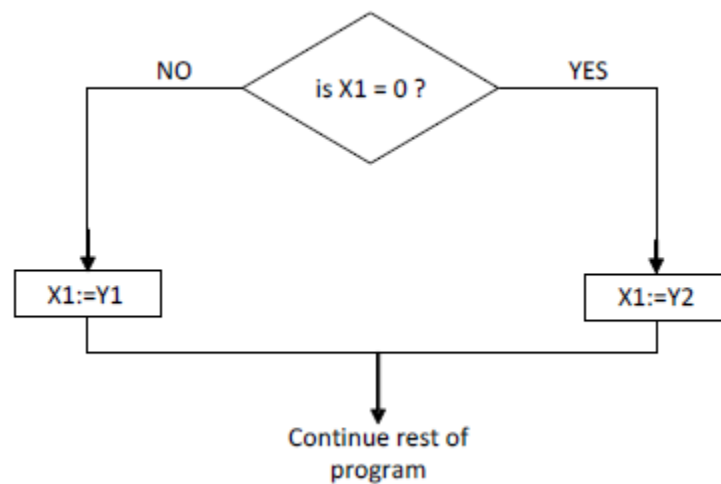 NO
is X1 = 0 ?
YES
X1:=Y1
X1:=Y2
Continue rest of
program